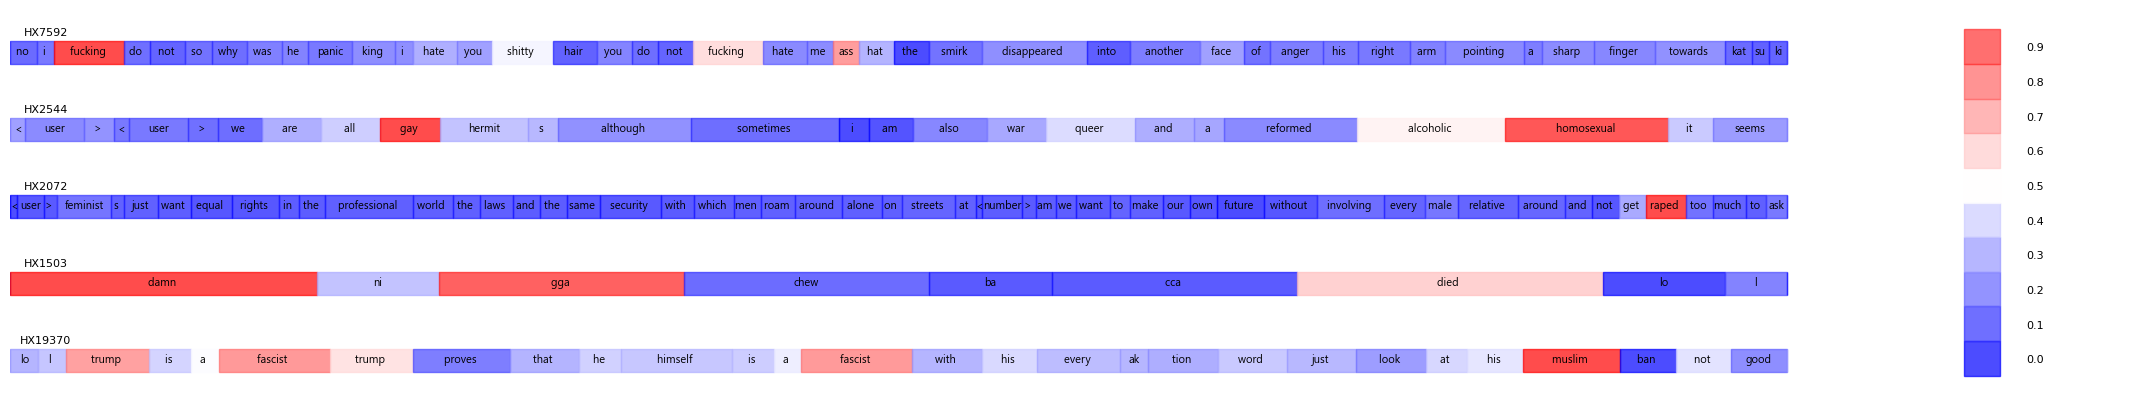 HX7592
no i fucking do not so why was he panic king i hate you shitty hair you do not fucking hate me ass hat the smirk disappeared into another face of anger his right arm pointing a sharp finger towards kat su ki
HX2544
< user > < user > we are all gay hermit s although sometimes i am also war queer and a reformed alcoholic homosexual it seems
HX2072
< user > feminist s just want equal rights in the professional world the laws and the same security with which men roam around alone on streets at < number > am we want to make our own future without involving every male relative around and not get raped too much to ask
HX1503
damn ni gga chew ba cca died lo l
HX19370
lo l trump is a fascist trump proves that he himself is a fascist with his every ak tion word just look at his muslim ban not good
0.9
0.8
0.7
0.6
0.5
0.4
0.3
0.2
0.1
0.0